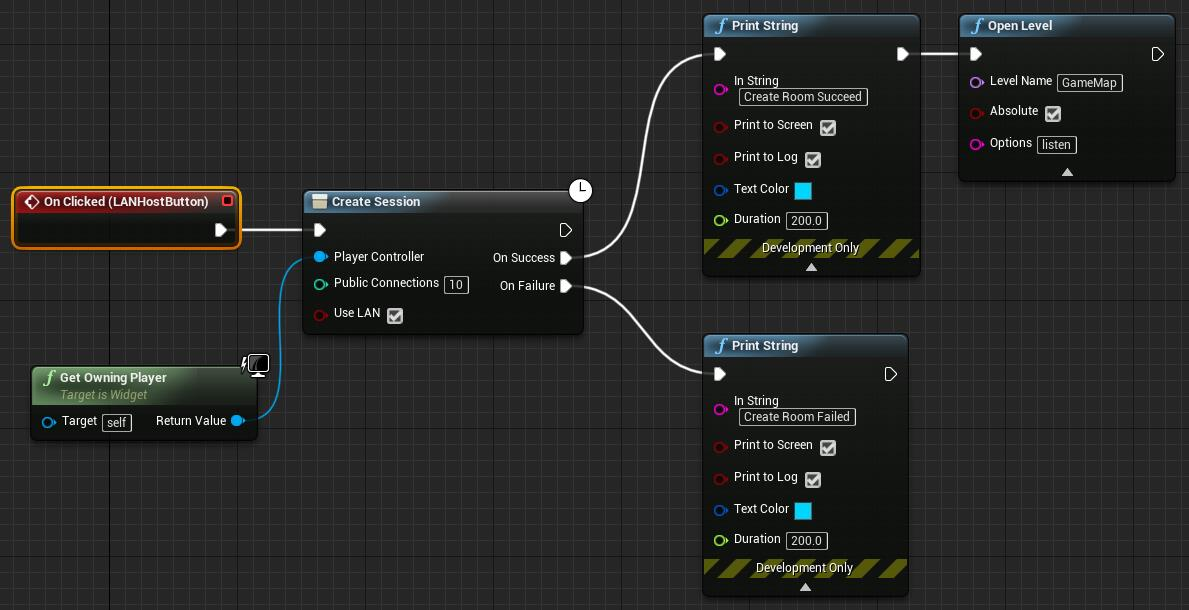 On Clicked (LANHostButton)
Get Owning Player
Target is Widget
Target self
Return Value
Create Session
Player Controller
Public Connections 10
Use LAN
On Success
On Failure
Print String
In String
Create Room Succeed
Print to Screen
Print to Log
Text Color
Duration 200.0
Development Only
Open Level
Level Name GameMap
Absolute
Options listen
Print String
In String
Create Room Failed
Print to Screen
Print to Log
Text Color
Duration 200.0
Development Only